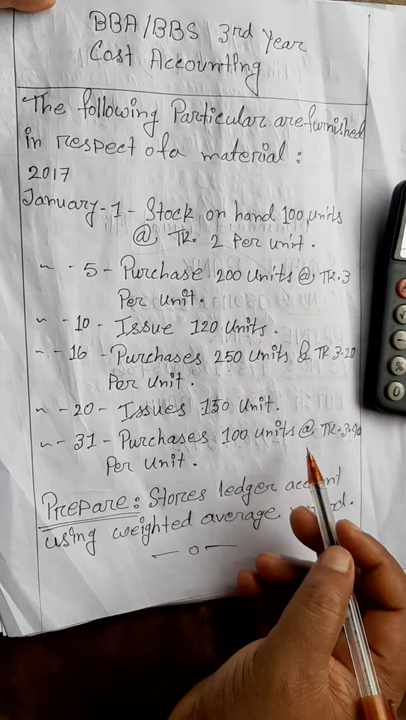 BBA/BBS 3rd Year
Cost Accounting
The following Particular are furnished
in respect of a material :
2017
January-1- Stock on hand 100 units
@ TK. 2 Per unit.
~ - 5 - Purchase 200 units @ TK.3
Per unit.
~ -10 - Issue 120 units.
~ -16 - Purchases 250 units & TK 3.20
Per unit.
~ -20 - Issues 150 unit.
~ - 31 - Purchases 100 units @ TK.
Per unit.
Prepare: Stores ledger account
using weighted average
— o —